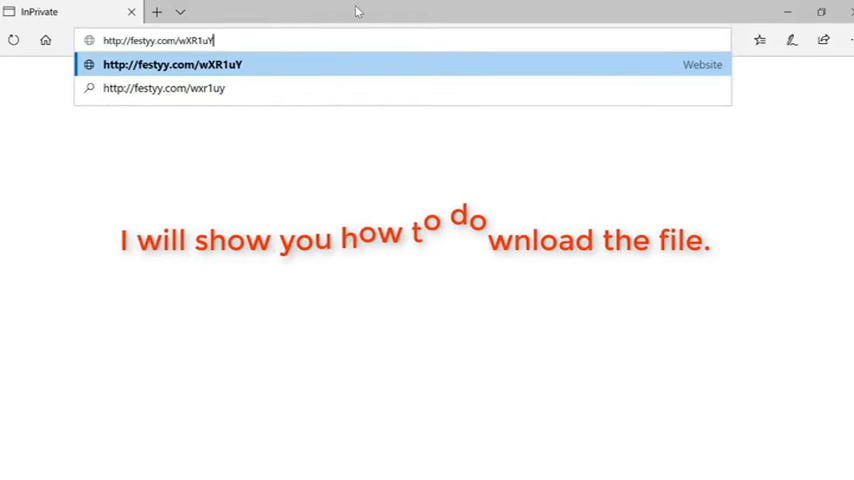 InPrivate
http://festyy.com/wXR1uY
http://festyy.com/wXR1uY Website
http://festyy.com/wxr1uy
I will show you how to download the file.